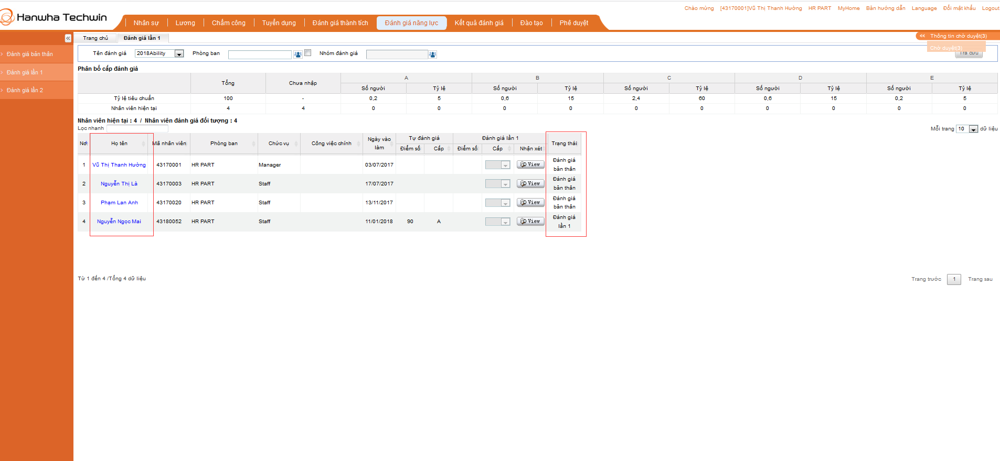 Chào mừng [43170001]Vũ Thị Thanh Hường HR PART MyHome Bản hướng dẫn Language Đổi mật khẩu Logout
Hanwha Techwin
Nhân sự Lương Chấm công Tuyển dụng Đánh giá thành tích Đánh giá năng lực Kết quả đánh giá Đào tạo Phê duyệt
Trang chủ Đánh giá lần 1
Thông tin chờ duyệt(3)
Chờ duyệt(3)
Đánh giá bản thân
Đánh giá lần 1
Đánh giá lần 2
Tên đánh giá 2018Ability Phòng ban Nhóm đánh giá Tra cứu
Phân bố cấp đánh giá
Tổng Chưa nhập A B C D E
Số người Tỷ lệ Số người Tỷ lệ Số người Tỷ lệ Số người Tỷ lệ Số người Tỷ lệ
Tỷ lệ tiêu chuẩn 100 - 0,2 5 0,6 15 2,4 60 0,6 15 0,2 5
Nhân viên hiện tại 4 4 0 0 0 0 0 0 0 0 0 0
Nhân viên hiện tại : 4 / Nhân viên đánh giá đối tượng : 4
Lọc nhanh
Mỗi trang 10 dữ liệu
No Họ tên Mã nhân viên Phòng ban Chức vụ Công việc chính Ngày vào làm Tự đánh giá Đánh giá lần 1 Trạng thái
Điểm số Cấp Điểm số Cấp Nhận xét
1 Vũ Thị Thanh Hường 43170001 HR PART Manager 03/07/2017 View Đánh giá bản thân
2 Nguyễn Thị Là 43170003 HR PART Staff 17/07/2017 View Đánh giá bản thân
3 Phạm Lan Anh 43170020 HR PART Staff 13/11/2017 View Đánh giá bản thân
4 Nguyễn Ngọc Mai 43180052 HR PART Staff 11/01/2018 90 A View Đánh giá lần 1
Từ 1 đến 4 /Tổng 4 dữ liệu
Trang trước 1 Trang sau